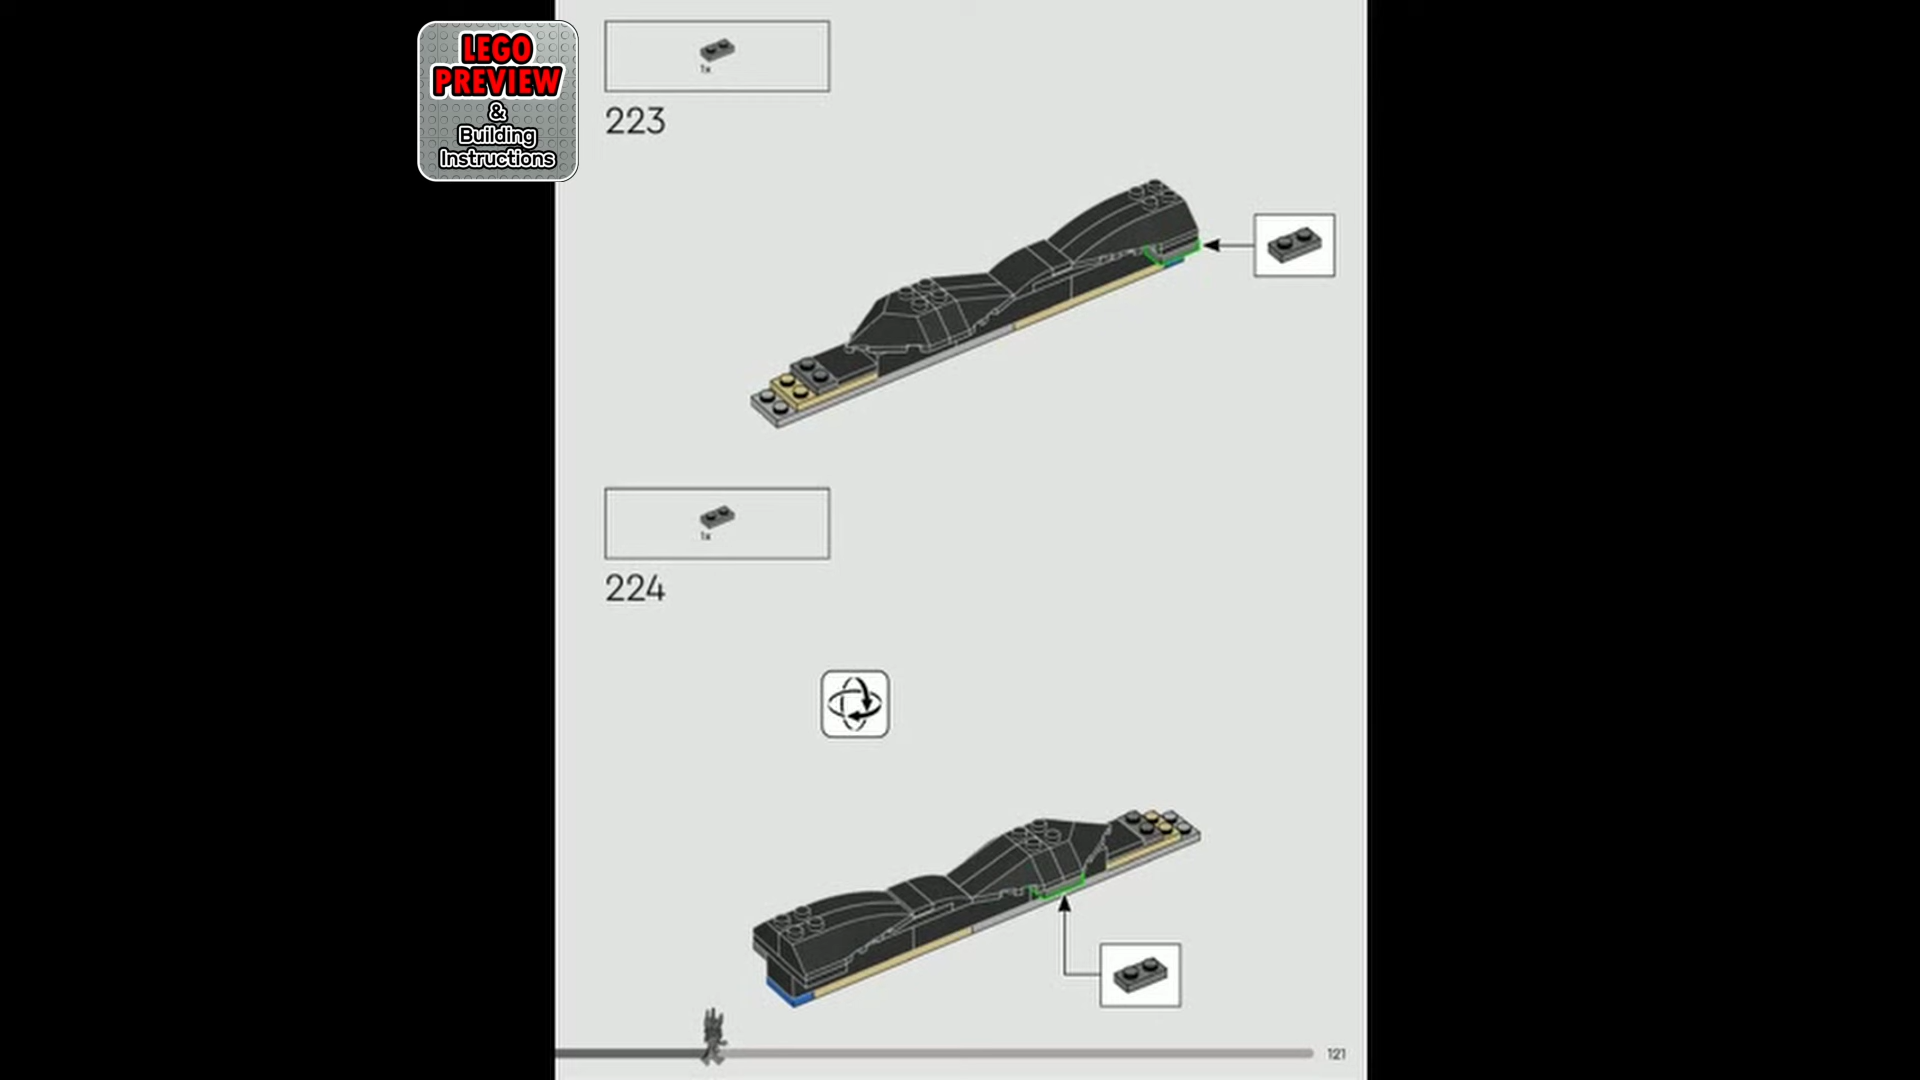 LEGO
PREVIEW
&
Building
Instructions
1x
223
1x
224
121